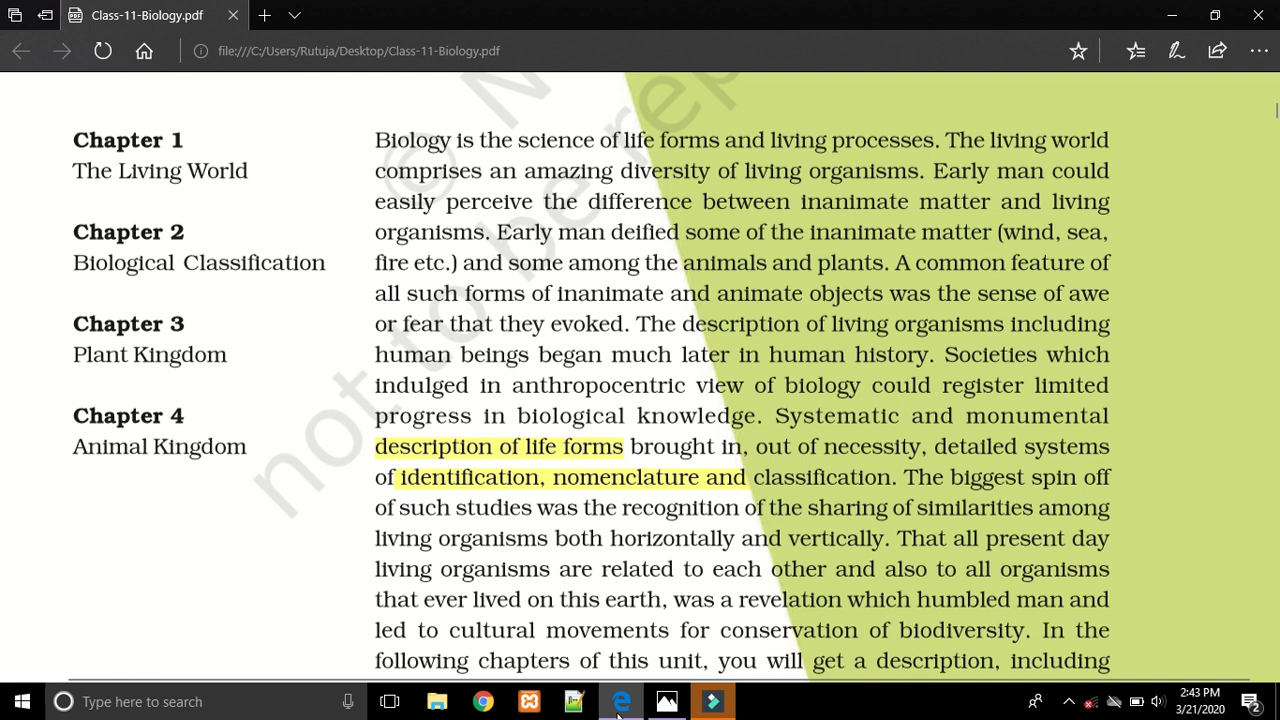 Class-11-Biology.pdf
file:///C:/Users/Rutuja/Desktop/Class-11-Biology.pdf
© N
not to be rep
Chapter 1
The Living World
Chapter 2
Biological Classification
Chapter 3
Plant Kingdom
Chapter 4
Animal Kingdom
Biology is the science of life forms and living processes. The living world
comprises an amazing diversity of living organisms. Early man could
easily perceive the difference between inanimate matter and living
organisms. Early man deified some of the inanimate matter (wind, sea,
fire etc.) and some among the animals and plants. A common feature of
all such forms of inanimate and animate objects was the sense of awe
or fear that they evoked. The description of living organisms including
human beings began much later in human history. Societies which
indulged in anthropocentric view of biology could register limited
progress in biological knowledge. Systematic and monumental
description of life forms brought in, out of necessity, detailed systems
of identification, nomenclature and classification. The biggest spin off
of such studies was the recognition of the sharing of similarities among
living organisms both horizontally and vertically. That all present day
living organisms are related to each other and also to all organisms
that ever lived on this earth, was a revelation which humbled man and
led to cultural movements for conservation of biodiversity. In the
following chapters of this unit, you will get a description, including
Type here to search
2:43 PM
3/21/2020
2